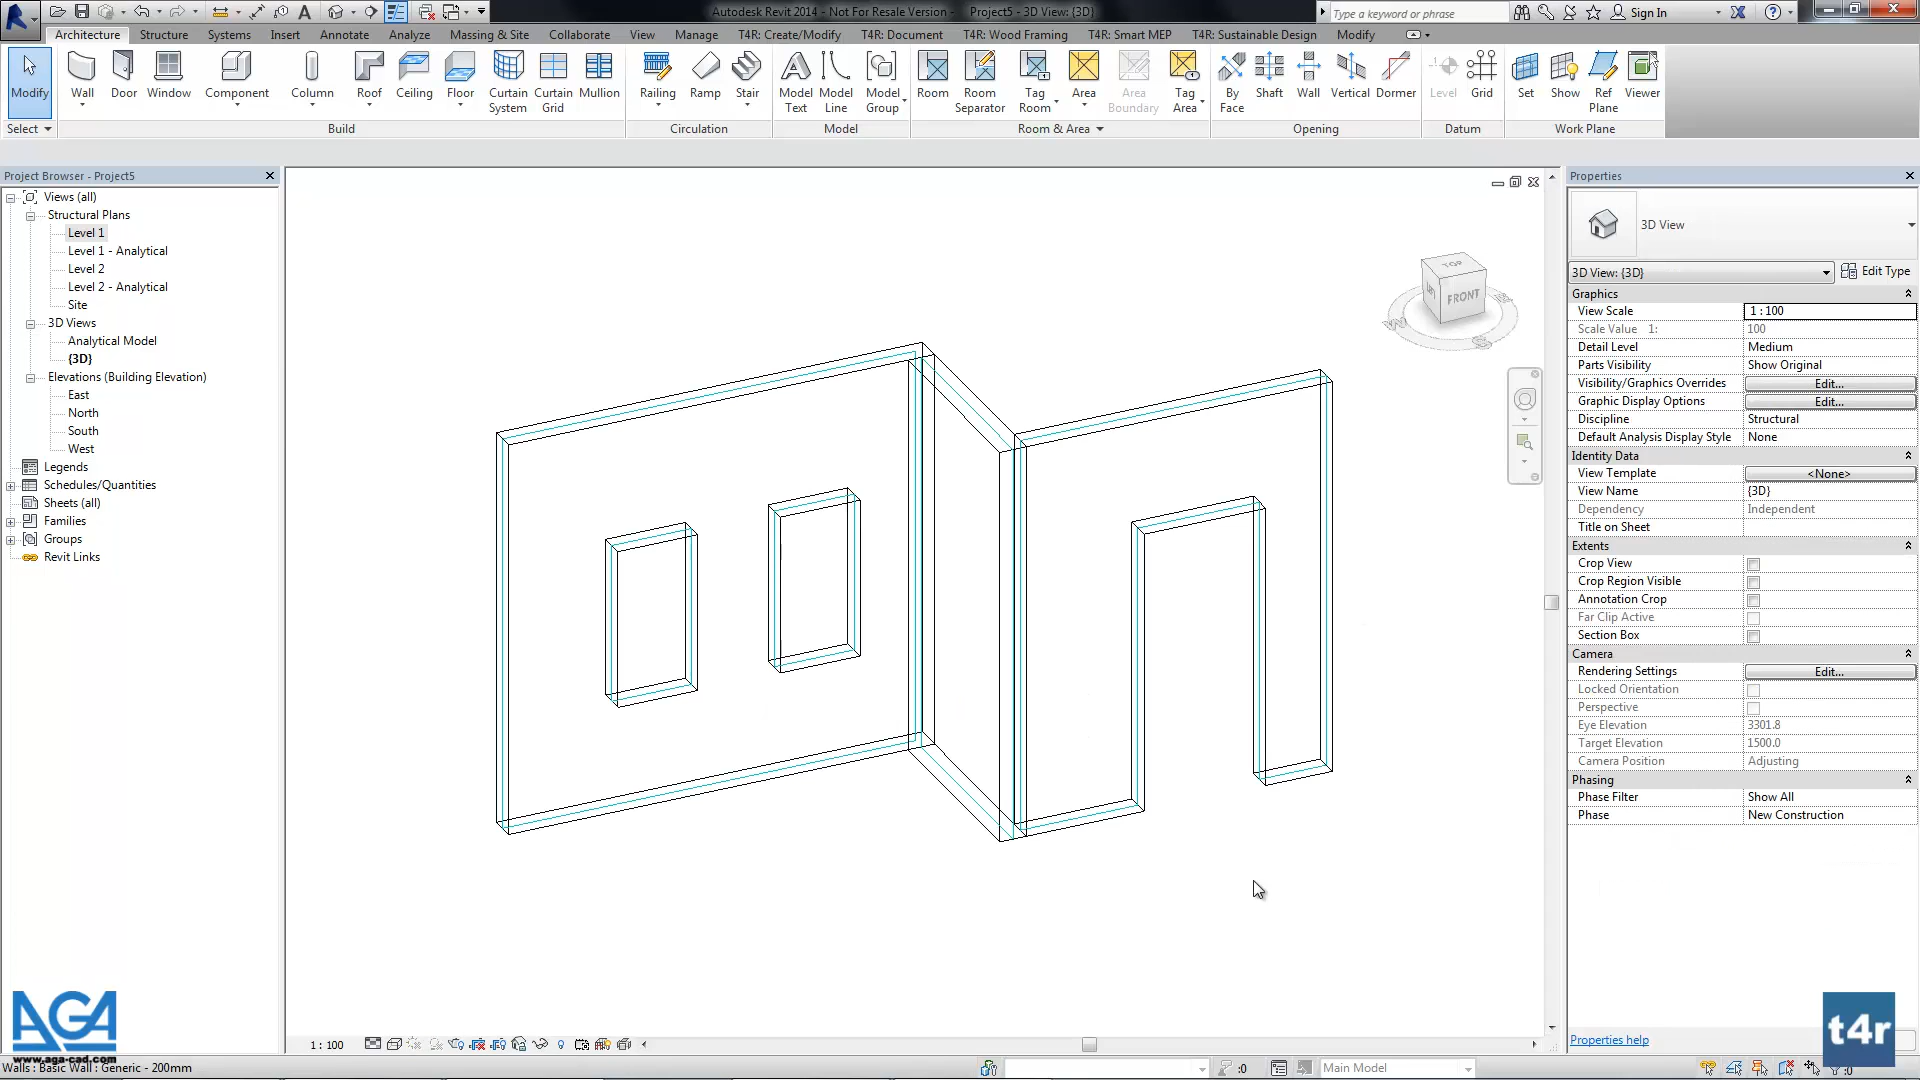 Autodesk Revit 2014 - Not For Resale Version - Project5 - 3D View: {3D}
Type a keyword or phrase
Sign In
Architecture Structure Systems Insert Annotate Analyze Massing & Site Collaborate View Manage T4R: Create/Modify T4R: Document T4R: Wood Framing T4R: Smart MEP T4R: Sustainable Design Modify
Modify Wall Door Window Component Column Roof Ceiling Floor Curtain System Curtain Grid Mullion Railing Ramp Stair Model Text Model Line Model Group Room Room Separator Tag Room Area Area Boundary Tag Area By Face Shaft Wall Vertical Dormer Level Grid Set Show Ref Plane Viewer
Select Build Circulation Model Room & Area Opening Datum Work Plane
Project Browser - Project5
Views (all)
Structural Plans
Level 1
Level 1 - Analytical
Level 2
Level 2 - Analytical
Site
3D Views
Analytical Model
{3D}
Elevations (Building Elevation)
East
North
South
West
Legends
Schedules/Quantities
Sheets (all)
Families
Groups
Revit Links
TOP
FRONT
W
S
Properties
3D View
3D View: {3D} Edit Type
Graphics
View Scale 1 : 100
Scale Value 1: 100
Detail Level Medium
Parts Visibility Show Original
Visibility/Graphics Overrides Edit...
Graphic Display Options Edit...
Discipline Structural
Default Analysis Display Style None
Identity Data
View Template <None>
View Name {3D}
Dependency Independent
Title on Sheet
Extents
Crop View
Crop Region Visible
Annotation Crop
Far Clip Active
Section Box
Camera
Rendering Settings Edit...
Locked Orientation
Perspective
Eye Elevation 3301.8
Target Elevation 1500.0
Camera Position Adjusting
Phasing
Phase Filter Show All
Phase New Construction
Properties help
t4r
AGA
www.aga-cad.com
1 : 100
Walls : Basic Wall : Generic - 200mm
:0
Main Model
:0